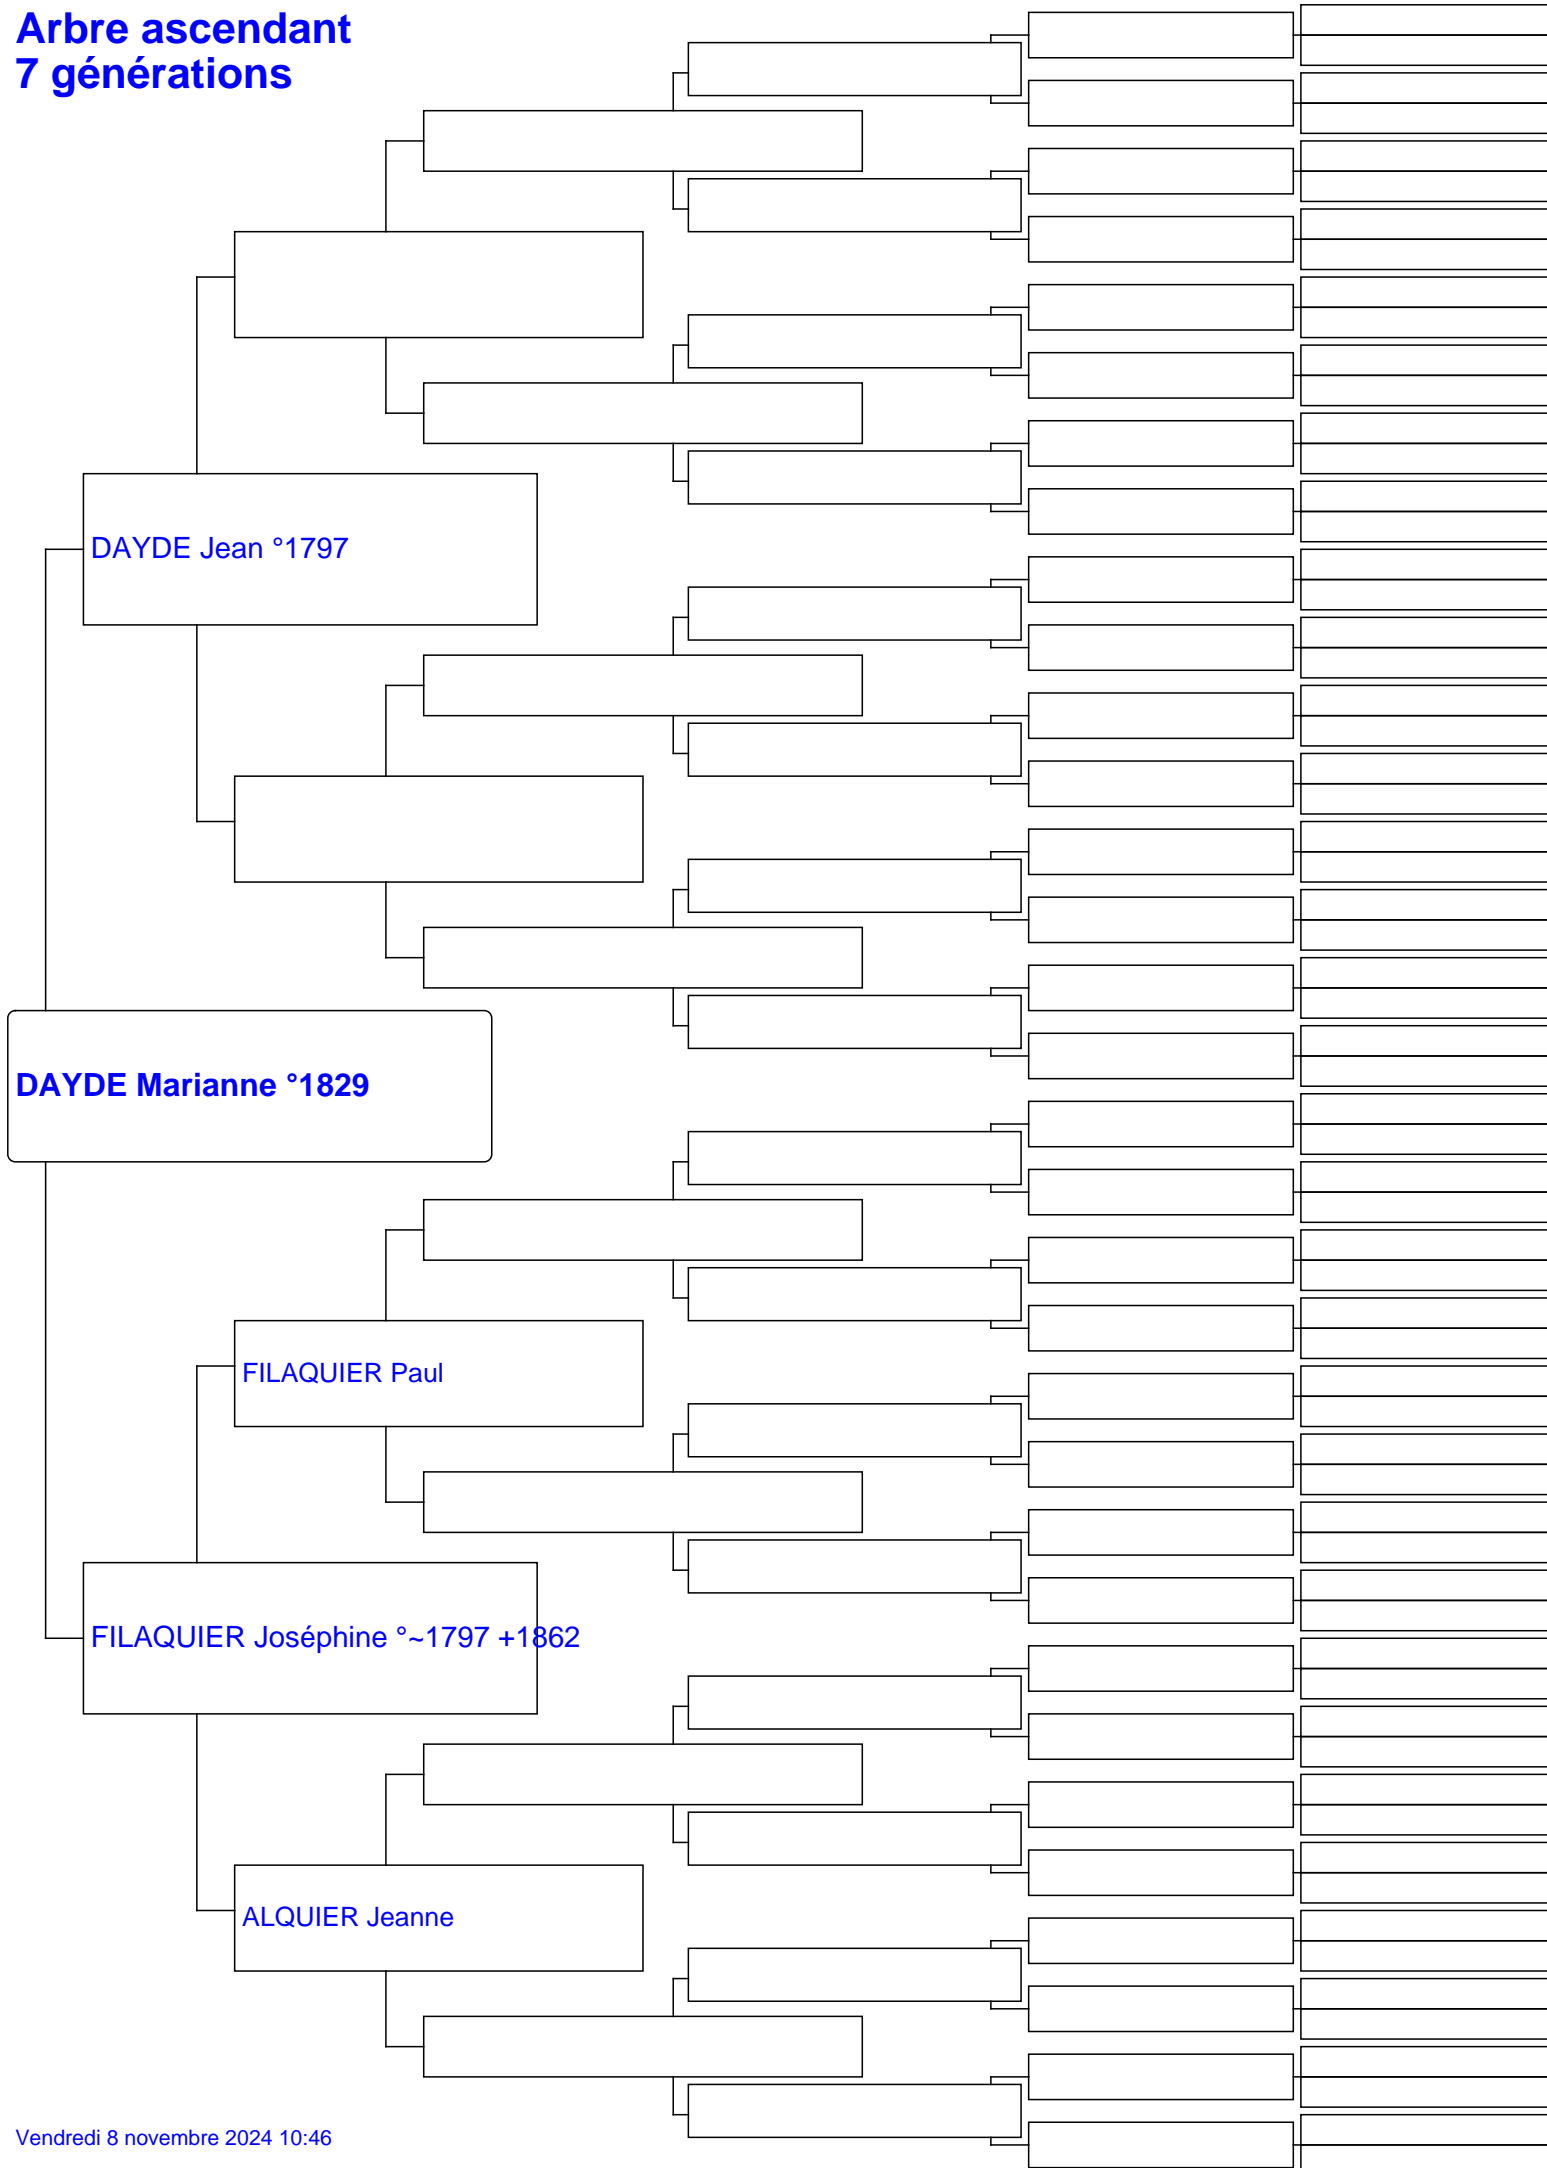 Arbre ascendant
7 générations
DAYDE Jean °1797
DAYDE Marianne °1829
FILAQUIER Paul
FILAQUIER Joséphine °~1797 +1862
ALQUIER Jeanne
Vendredi 8 novembre 2024 10:46